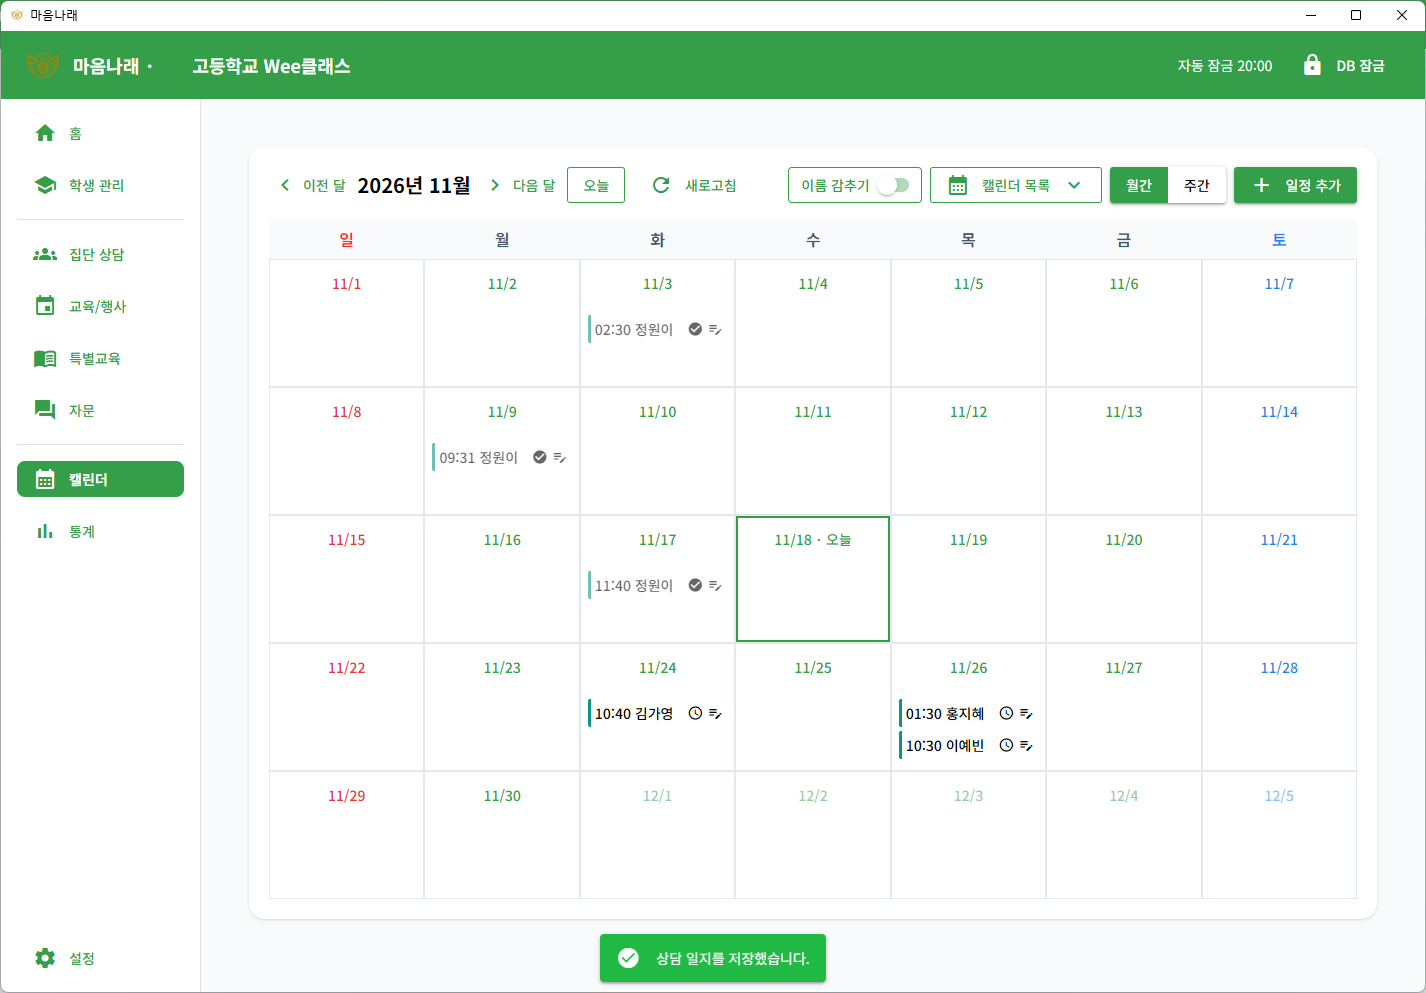 마음나래
마음나래 · 고등학교 Wee클래스
자동 잠금 20:00 DB 잠금
홈
학생 관리
집단 상담
교육/행사
특별교육
자문
캘린더
통계
설정
이전 달 2026년 11월 다음 달 오늘 새로고침 이름 감추기 캘린더 목록 월간 주간 일정 추가
일 월 화 수 목 금 토
11/1 11/2 11/3 11/4 11/5 11/6 11/7
02:30 정원이
11/8 11/9 11/10 11/11 11/12 11/13 11/14
09:31 정원이
11/15 11/16 11/17 11/18 · 오늘 11/19 11/20 11/21
11:40 정원이
11/22 11/23 11/24 11/25 11/26 11/27 11/28
10:40 김가영 01:30 홍지혜
10:30 이예빈
11/29 11/30 12/1 12/2 12/3 12/4 12/5
상담 일지를 저장했습니다.